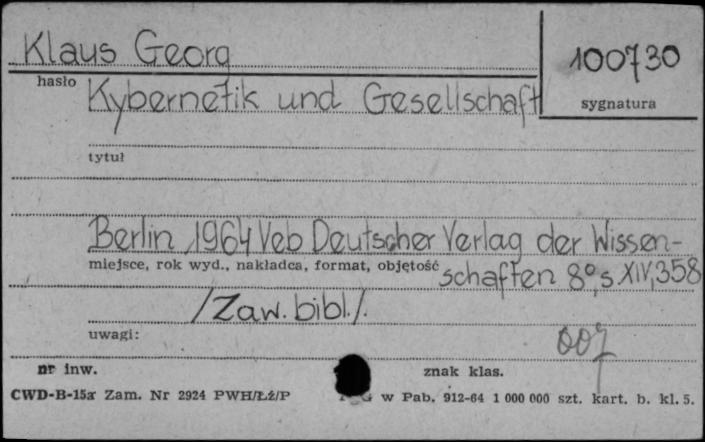 Klaus Georg
100730
hasło
Kybernetik und Gesellschaft
sygnatura
tytuł
Berlin, 1964 Veb Deutscher Verlag der Wissen-
miejsce, rok wyd., nakładca, format, objętość
schaften 8°, s XIV, 358
/Zaw. bibl./.
uwagi:
007
nr inw.
znak klas.
CWD-B-15a Zam. Nr 2924 PWH/Łź/P
G w Pab. 912-64 1 000 000 szt. kart. b. kl. 5.